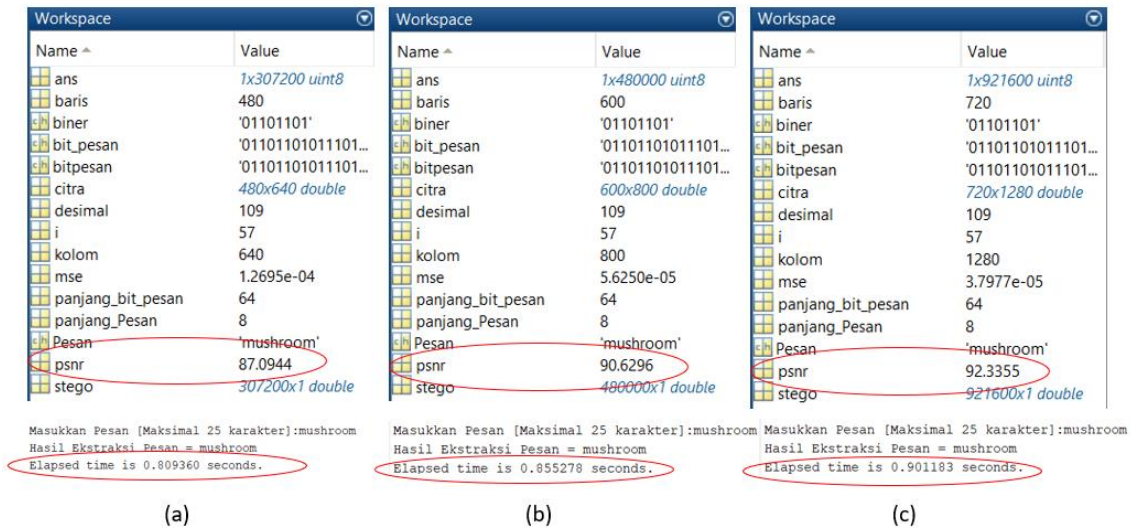 Workspace
Name Value
ans 1x307200 uint8
baris 480
biner '01101101'
bit_pesan '01101101011101...
bitpesan '01101101011101...
citra 480x640 double
desimal 109
i 57
kolom 640
mse 1.2695e-04
panjang_bit_pesan 64
panjang_Pesan 8
Pesan 'mushroom'
psnr 87.0944
stego 307200x1 double
Masukkan Pesan [Maksimal 25 karakter]:mushroom
Hasil Ekstraksi Pesan = mushroom
Elapsed time is 0.809360 seconds.
(a)
Workspace
Name Value
ans 1x480000 uint8
baris 600
biner '01101101'
bit_pesan '01101101011101...
bitpesan '01101101011101...
citra 600x800 double
desimal 109
i 57
kolom 800
mse 5.6250e-05
panjang_bit_pesan 64
panjang_Pesan 8
Pesan 'mushroom'
psnr 90.6296
stego 480000x1 double
Masukkan Pesan [Maksimal 25 karakter]:mushroom
Hasil Ekstraksi Pesan = mushroom
Elapsed time is 0.855278 seconds.
(b)
Workspace
Name Value
ans 1x921600 uint8
baris 720
biner '01101101'
bit_pesan '01101101011101...
bitpesan '01101101011101...
citra 720x1280 double
desimal 109
i 57
kolom 1280
mse 3.7977e-05
panjang_bit_pesan 64
panjang_Pesan 8
Pesan 'mushroom'
psnr 92.3355
stego 921600x1 double
Masukkan Pesan [Maksimal 25 karakter]:mushroom
Hasil Ekstraksi Pesan = mushroom
Elapsed time is 0.901183 seconds.
(c)